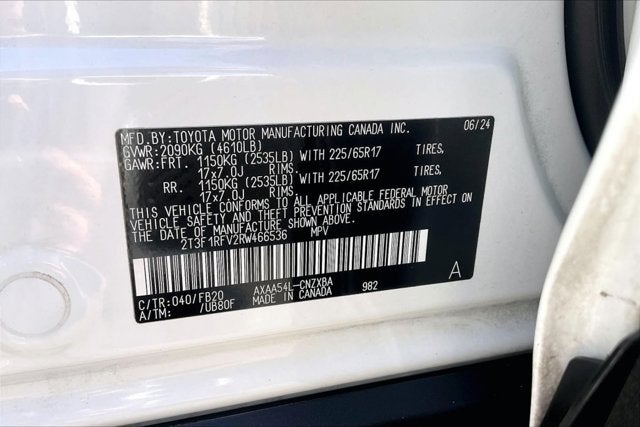 MFD.BY:TOYOTA MOTOR MANUFACTURING CANADA INC. 06/24
GVWR:2090KG (4610LB)
GAWR:FRT. 1150KG (2535LB) WITH 225/65R17 TIRES.
17x7.0J RIMS.
RR. 1150KG (2535LB) WITH 225/65R17 TIRES.
17x7.0J RIMS.
THIS VEHICLE CONFORMS TO ALL APPLICABLE FEDERAL MOTOR
VEHICLE SAFETY AND THEFT PREVENTION STANDARDS IN EFFECT ON
THE DATE OF MANUFACTURE SHOWN ABOVE.
2T3F1RFV2RW466536 MPV
C/TR:040/FB20 AXAA54L-CNZXBA 982 A
A/TM: /UB80F MADE IN CANADA